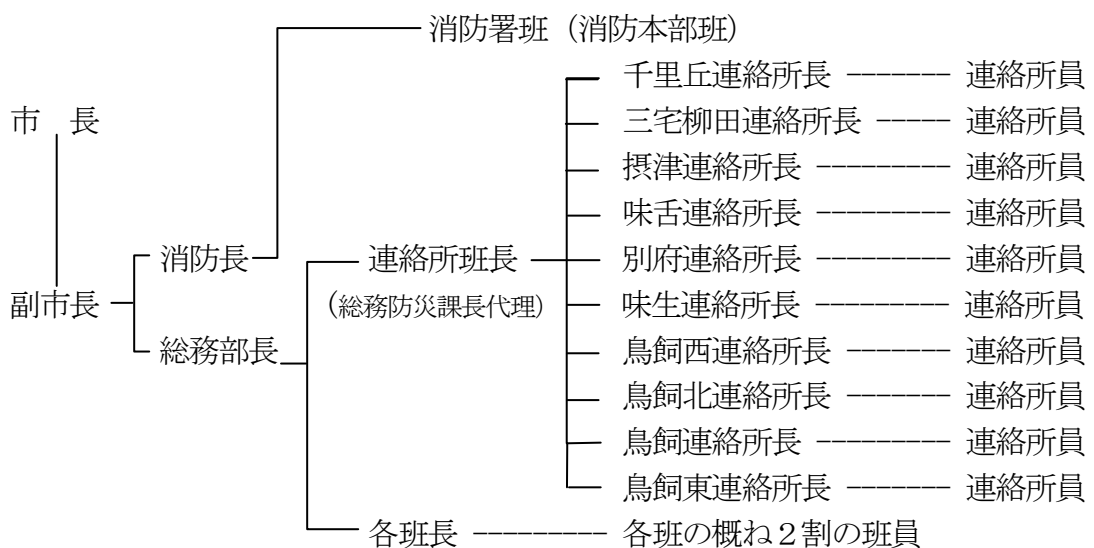 消防署班（消防本部班）
千里丘連絡所長 連絡所員
市　長 三宅柳田連絡所長 連絡所員
摂津連絡所長 連絡所員
味舌連絡所長 連絡所員
消防長 連絡所班長 別府連絡所長 連絡所員
副市長 （総務防災課長代理） 味生連絡所長 連絡所員
総務部長 鳥飼西連絡所長 連絡所員
鳥飼北連絡所長 連絡所員
鳥飼連絡所長 連絡所員
鳥飼東連絡所長 連絡所員
各班長 各班の概ね２割の班員